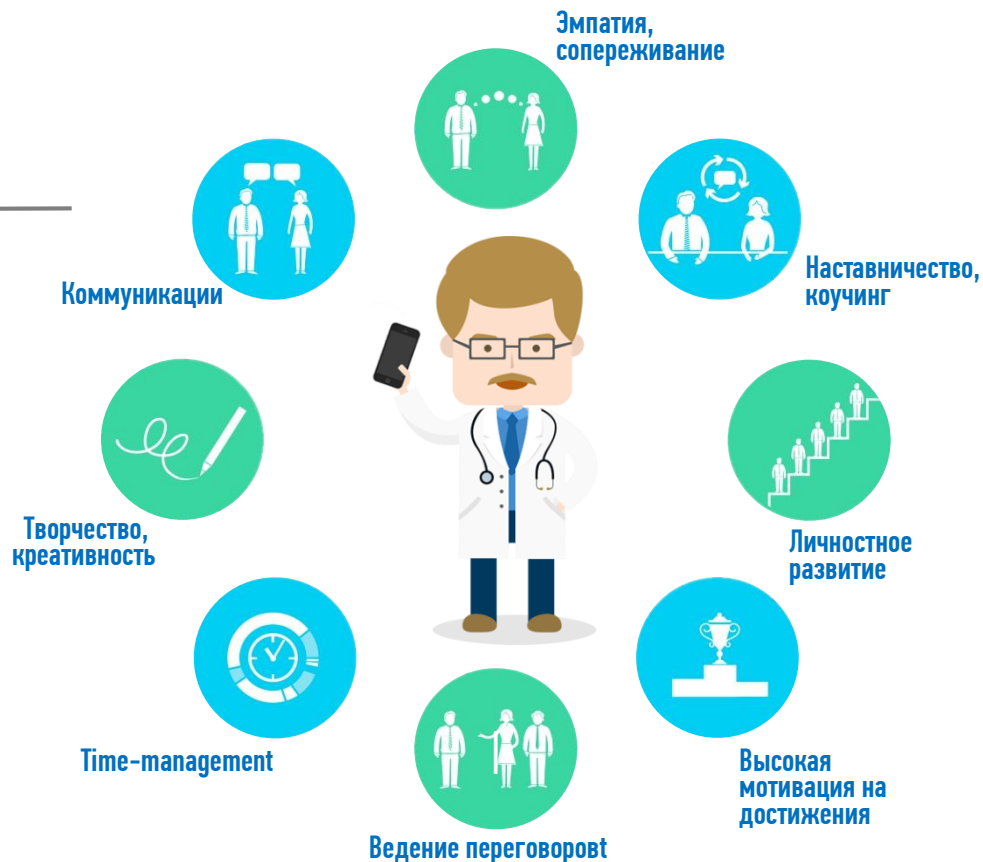 Эмпатия,
сопереживание
Коммуникации
Наставничество,
коучинг
Творчество,
креативность
Личностное
развитие
Time-management
Высокая
мотивация на
достижения
Ведение переговоровt